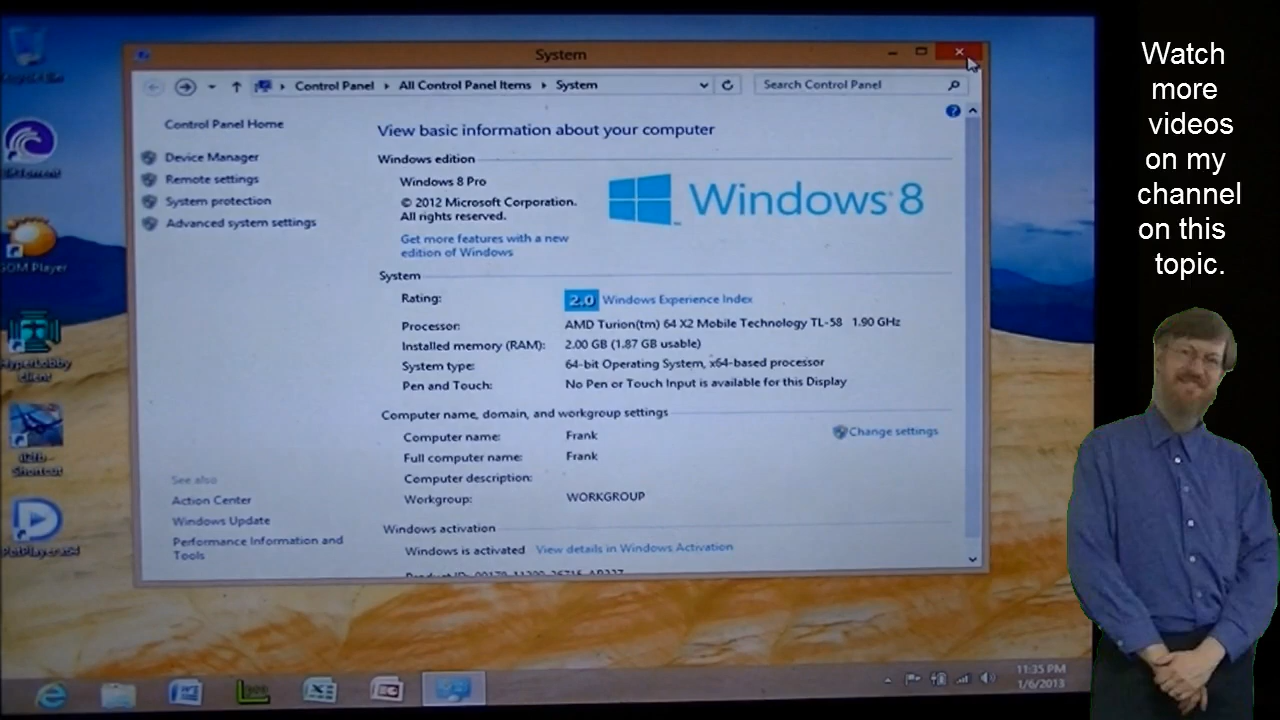 System
Control Panel
All Control Panel Items
System
Search Control Panel
Control Panel Home
Device Manager
Remote settings
System protection
Advanced system settings
See also
Action Center
Windows Update
Performance Information and
Tools
View basic information about your computer
Windows edition
Windows 8 Pro
© 2012 Microsoft Corporation.
All rights reserved.
Get more features with a new
edition of Windows
Windows 8
System
Rating: 2.0 Windows Experience Index
Processor: AMD Turion(tm) 64 X2 Mobile Technology TL-58 1.90 GHz
Installed memory (RAM): 2.00 GB (1.87 GB usable)
System type: 64-bit Operating System, x64-based processor
Pen and Touch: No Pen or Touch Input is available for this Display
Computer name, domain, and workgroup settings
Computer name: Frank
Change settings
Full computer name: Frank
Computer description:
Workgroup: WORKGROUP
Windows activation
Windows is activated View details in Windows Activation
Product ID:
GOM Player
HyperLobby
Client
Shortcut
11:35 PM
1/6/2013
Watch
more
videos
on my
channel
on this
topic.